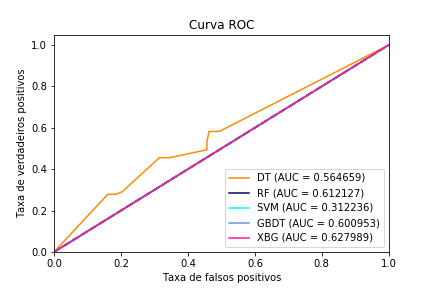 Curva ROC
Taxa de verdadeiros positivos
1.0
0.8
0.6
0.4
0.2
0.0
DT (AUC = 0.564659)
RF (AUC = 0.612127)
SVM (AUC = 0.312236)
GBDT (AUC = 0.600953)
XBG (AUC = 0.627989)
0.0 0.2 0.4 0.6 0.8 1.0
Taxa de falsos positivos